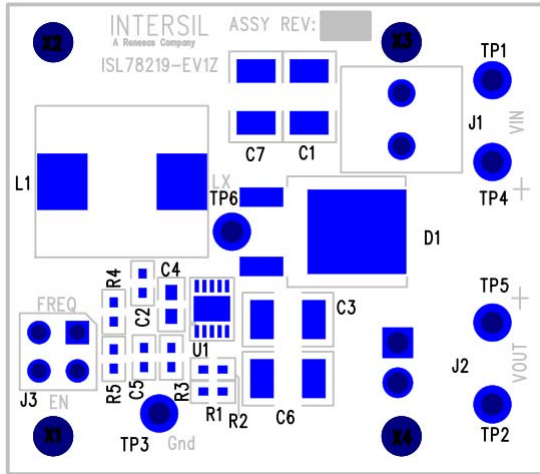 X2
INTERSIL
A Renesas Company
ASSY REV:
X3
TP1
ISL78219-EV1Z
C7
C1
J1
VIN
L1
LX
TP6
TP4
+
D1
R4
C4
FREQ
C2
C3
TP5
+
U1
J3
EN
R5
C5
R3
R1
R2
C6
J2
VOUT
X1
TP3
Gnd
X4
TP2